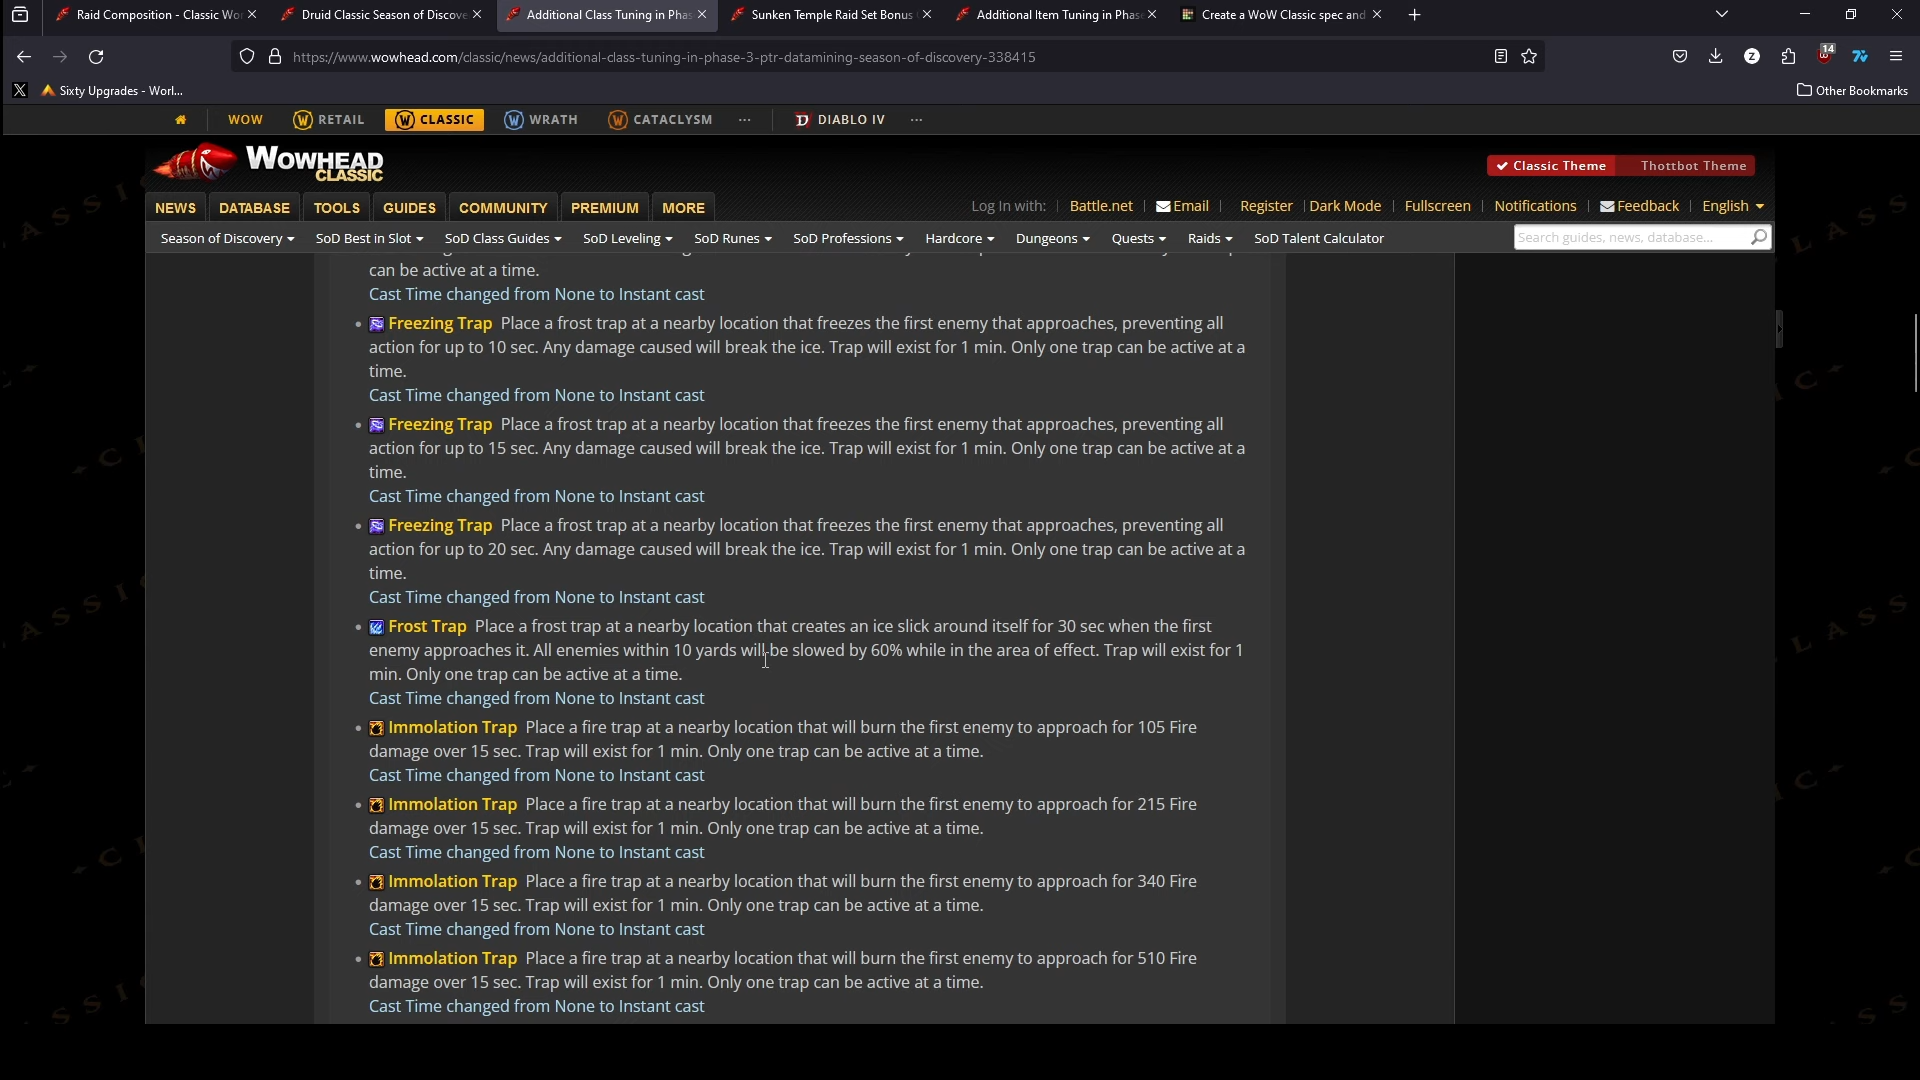 Raid Composition - Classic Wo
Druid Classic Season of Discove
Additional Class Tuning in Phas
Sunken Temple Raid Set Bonus
Additional Item Tuning in Phase
Create a WoW Classic spec and
https://www.wowhead.com/classic/news/additional-class-tuning-in-phase-3-ptr-datamining-season-of-discovery-338415
14
Sixty Upgrades - Worl...
Other Bookmarks
WOW
RETAIL
CLASSIC
WRATH
CATACLYSM
DIABLO IV
WOWHEAD
CLASSIC
Classic Theme
Thottbot Theme
NEWS
DATABASE
TOOLS
GUIDES
COMMUNITY
PREMIUM
MORE
Log In with:
Battle.net
Email
Register
Dark Mode
Fullscreen
Notifications
Feedback
English
Season of Discovery
SoD Best in Slot
SoD Class Guides
SoD Leveling
SoD Runes
SoD Professions
Hardcore
Dungeons
Quests
Raids
SoD Talent Calculator
Search guides, news, database...
can be active at a time.
Cast Time changed from None to Instant cast
Freezing Trap Place a frost trap at a nearby location that freezes the first enemy that approaches, preventing all
action for up to 10 sec. Any damage caused will break the ice. Trap will exist for 1 min. Only one trap can be active at a
time.
Cast Time changed from None to Instant cast
Freezing Trap Place a frost trap at a nearby location that freezes the first enemy that approaches, preventing all
action for up to 15 sec. Any damage caused will break the ice. Trap will exist for 1 min. Only one trap can be active at a
time.
Cast Time changed from None to Instant cast
Freezing Trap Place a frost trap at a nearby location that freezes the first enemy that approaches, preventing all
action for up to 20 sec. Any damage caused will break the ice. Trap will exist for 1 min. Only one trap can be active at a
time.
Cast Time changed from None to Instant cast
Frost Trap Place a frost trap at a nearby location that creates an ice slick around itself for 30 sec when the first
enemy approaches it. All enemies within 10 yards will be slowed by 60% while in the area of effect. Trap will exist for 1
min. Only one trap can be active at a time.
Cast Time changed from None to Instant cast
Immolation Trap Place a fire trap at a nearby location that will burn the first enemy to approach for 105 Fire
damage over 15 sec. Trap will exist for 1 min. Only one trap can be active at a time.
Cast Time changed from None to Instant cast
Immolation Trap Place a fire trap at a nearby location that will burn the first enemy to approach for 215 Fire
damage over 15 sec. Trap will exist for 1 min. Only one trap can be active at a time.
Cast Time changed from None to Instant cast
Immolation Trap Place a fire trap at a nearby location that will burn the first enemy to approach for 340 Fire
damage over 15 sec. Trap will exist for 1 min. Only one trap can be active at a time.
Cast Time changed from None to Instant cast
Immolation Trap Place a fire trap at a nearby location that will burn the first enemy to approach for 510 Fire
damage over 15 sec. Trap will exist for 1 min. Only one trap can be active at a time.
Cast Time changed from None to Instant cast